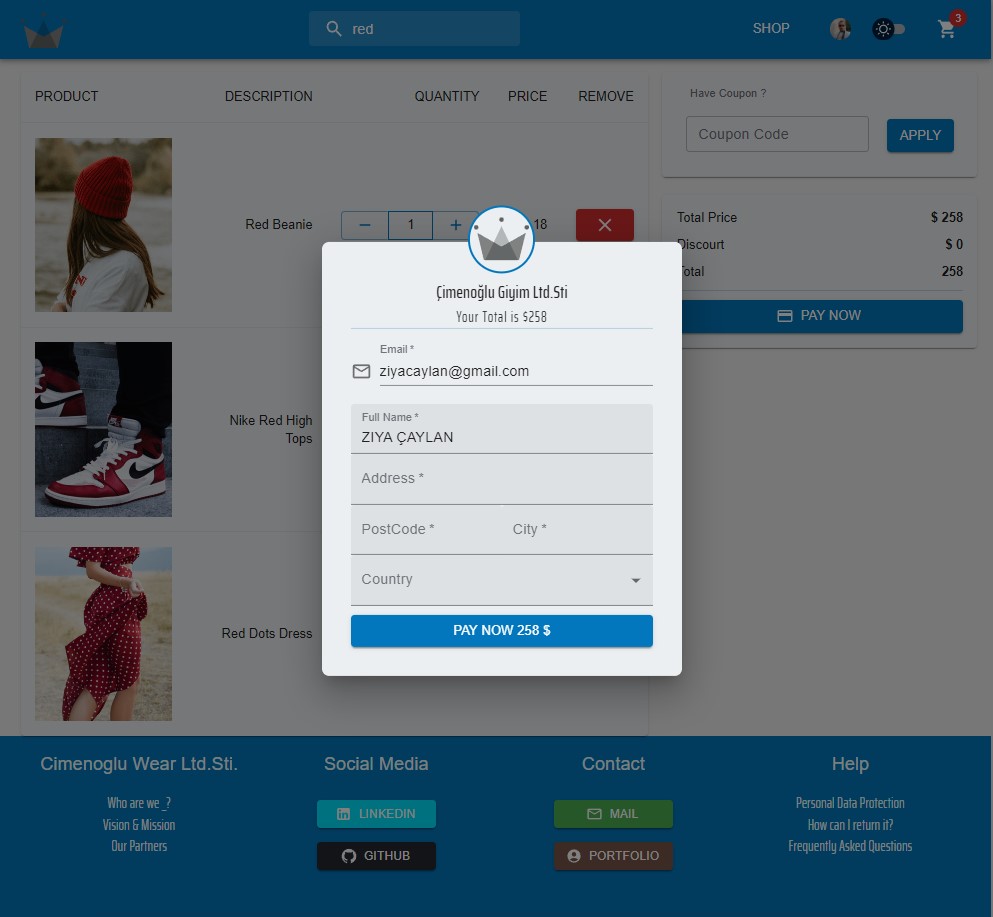 red
SHOP
3
PRODUCT DESCRIPTION QUANTITY PRICE REMOVE
Red Beanie 1 18
Nike Red High
Tops
Red Dots Dress
Have Coupon ?
Coupon Code APPLY
Total Price $ 258
Discourt $ 0
Total 258
PAY NOW
Çimenoğlu Giyim Ltd.Sti
Your Total is $258
Email *
ziyacaylan@gmail.com
Full Name *
ZIYA ÇAYLAN
Address *
PostCode * City *
Country
PAY NOW 258 $
Cimenoglu Wear Ltd.Sti.
Who are we _?
Vision & Mission
Our Partners
Social Media
LINKEDIN
GITHUB
Contact
MAIL
PORTFOLIO
Help
Personal Data Protection
How can I return it?
Frequently Asked Questions